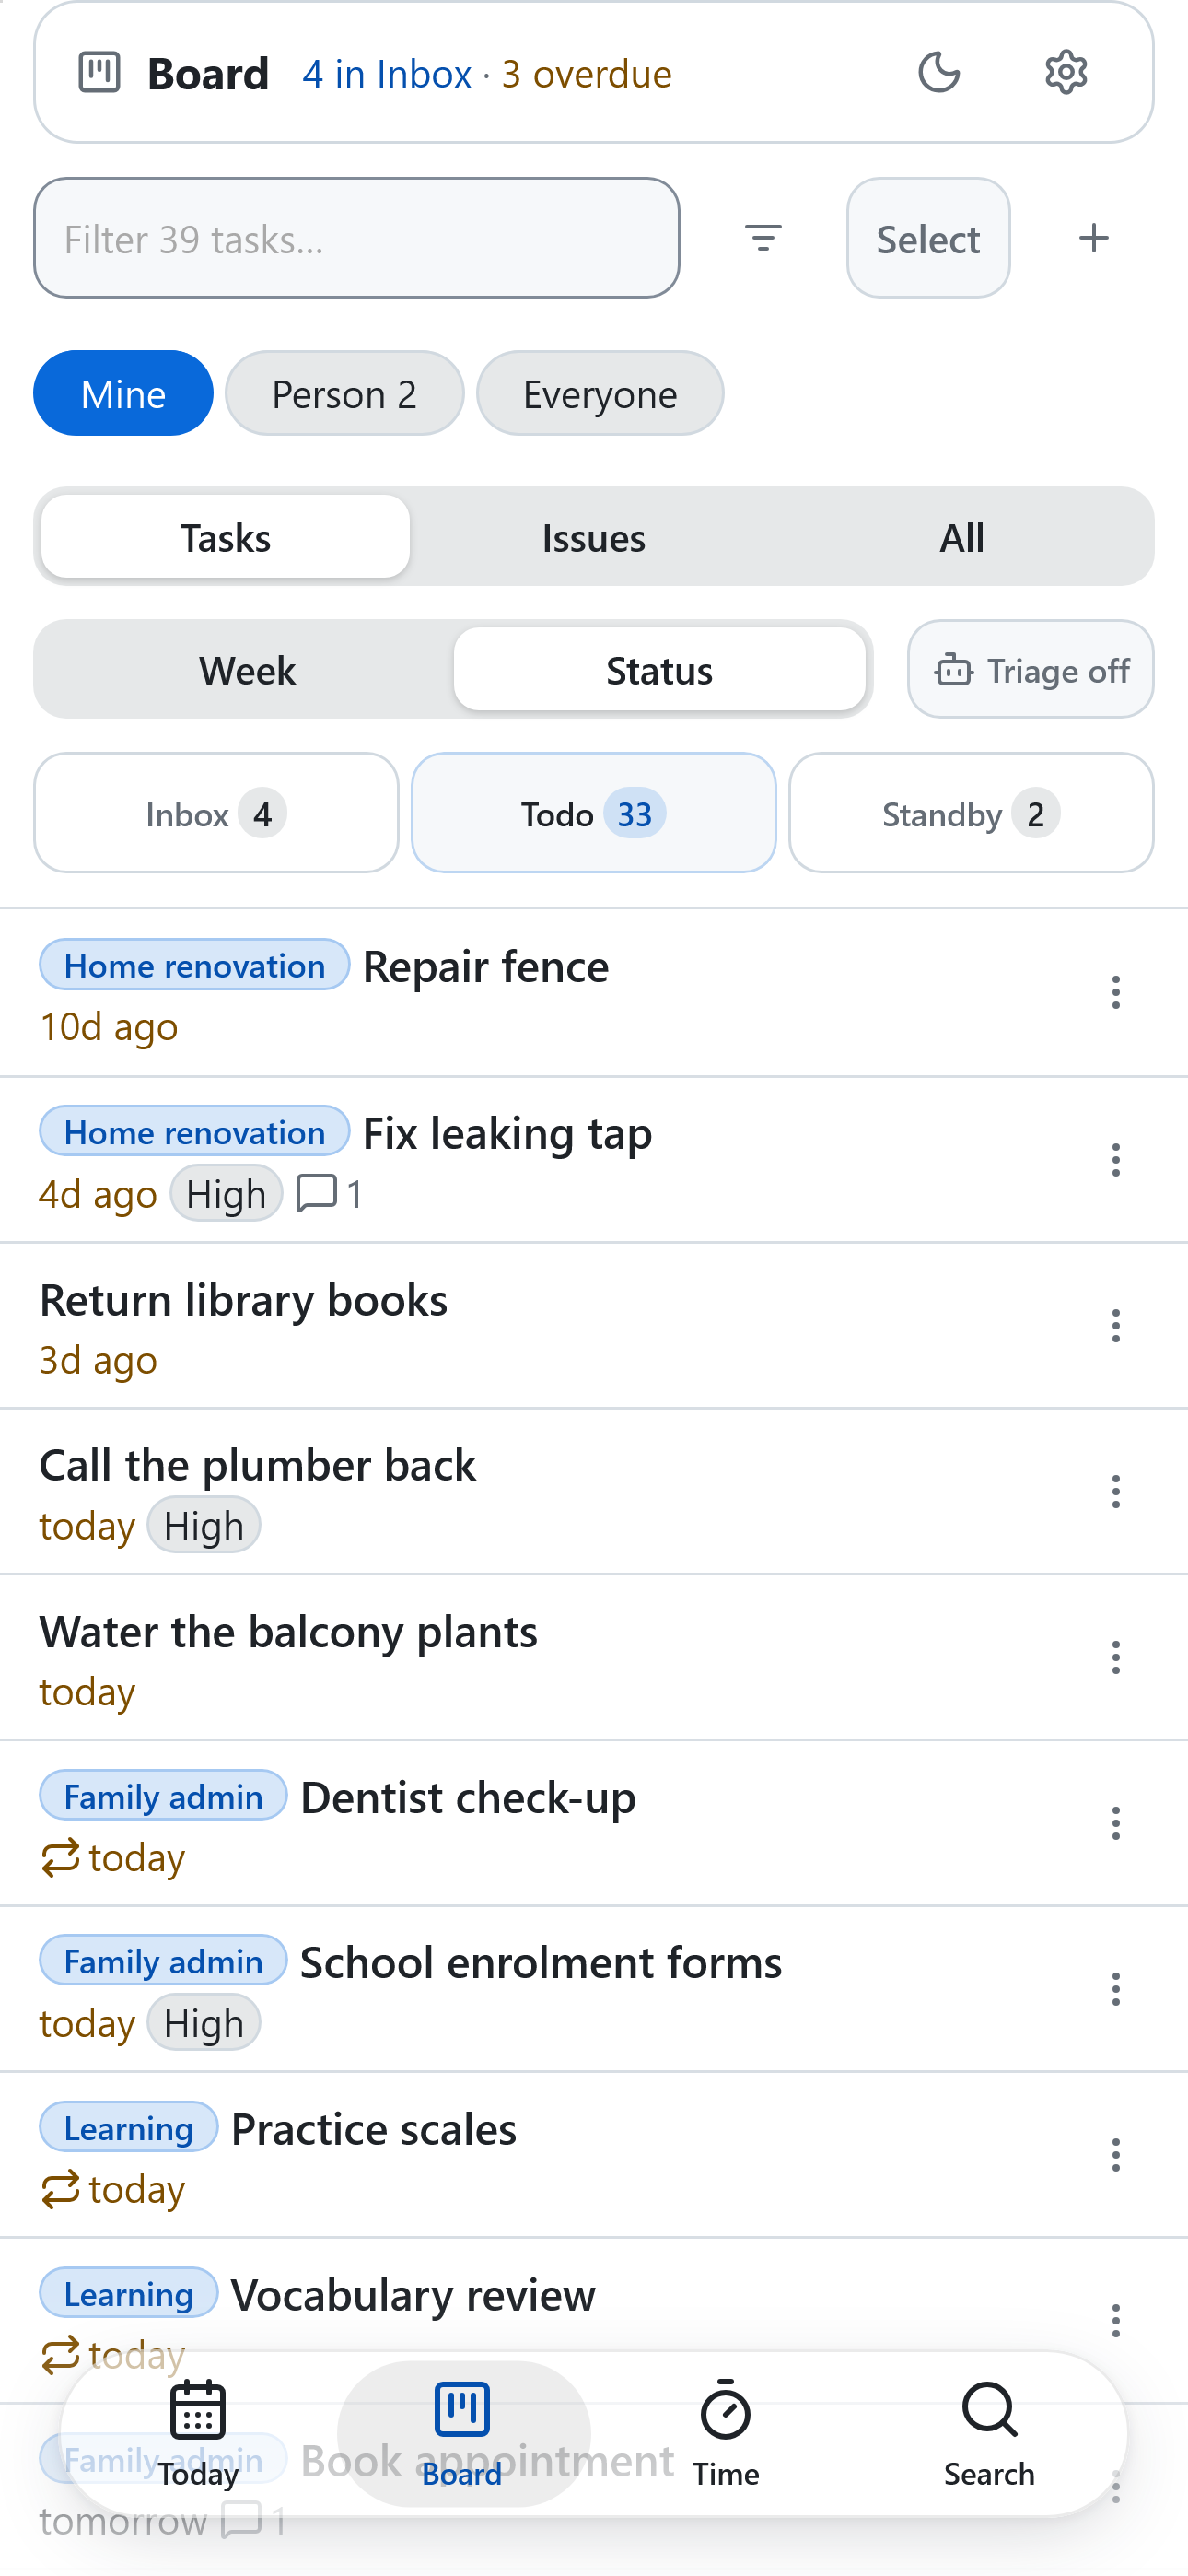 Board 4 in Inbox · 3 overdue
Filter 39 tasks...
Select
Mine
Person 2
Everyone
Tasks
Issues
All
Week
Status
Triage off
Inbox 4
Todo 33
Standby 2
Home renovation Repair fence
10d ago
Home renovation Fix leaking tap
4d ago High 1
Return library books
3d ago
Call the plumber back
today High
Water the balcony plants
today
Family admin Dentist check-up
today
Family admin School enrolment forms
today High
Learning Practice scales
today
Learning Vocabulary review
today
Family admin Book appointment
tomorrow 1
Today
Board
Time
Search